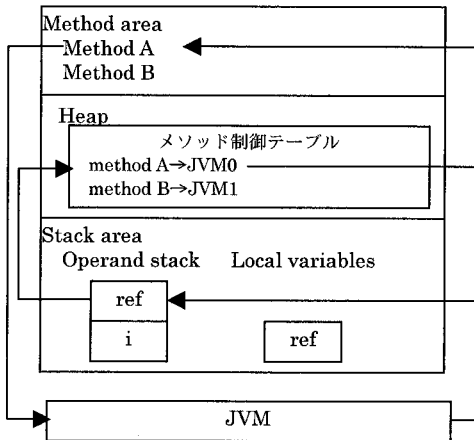 Method area
Method A
Method B
Heap
メソッド制御テーブル
method A→JVM0
method B→JVM1
Stack area
Operand stack Local variables
ref
i
ref
JVM